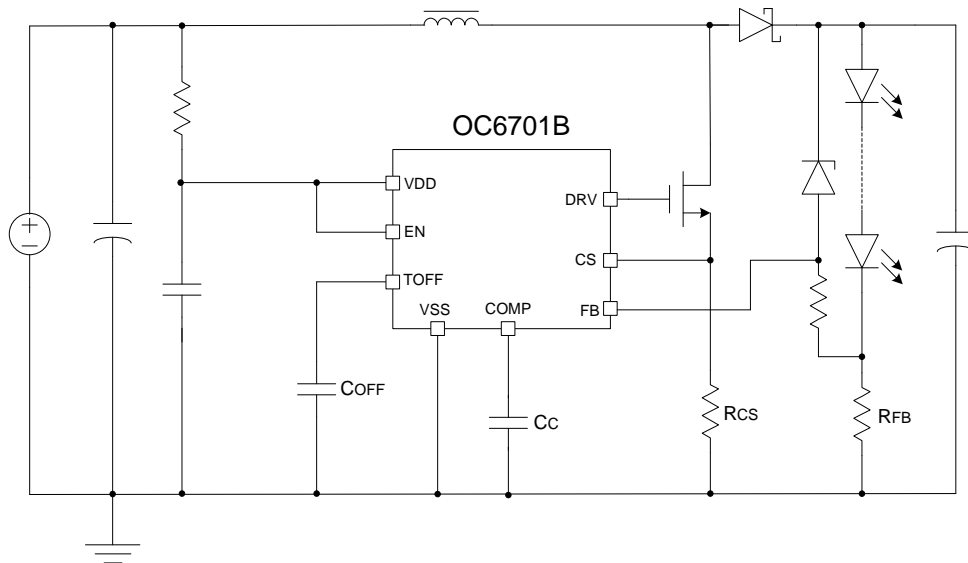 OC6701B
VDD
DRV
EN
CS
TOFF
FB
VSS
COMP
COFF
CC
RCS
RFB